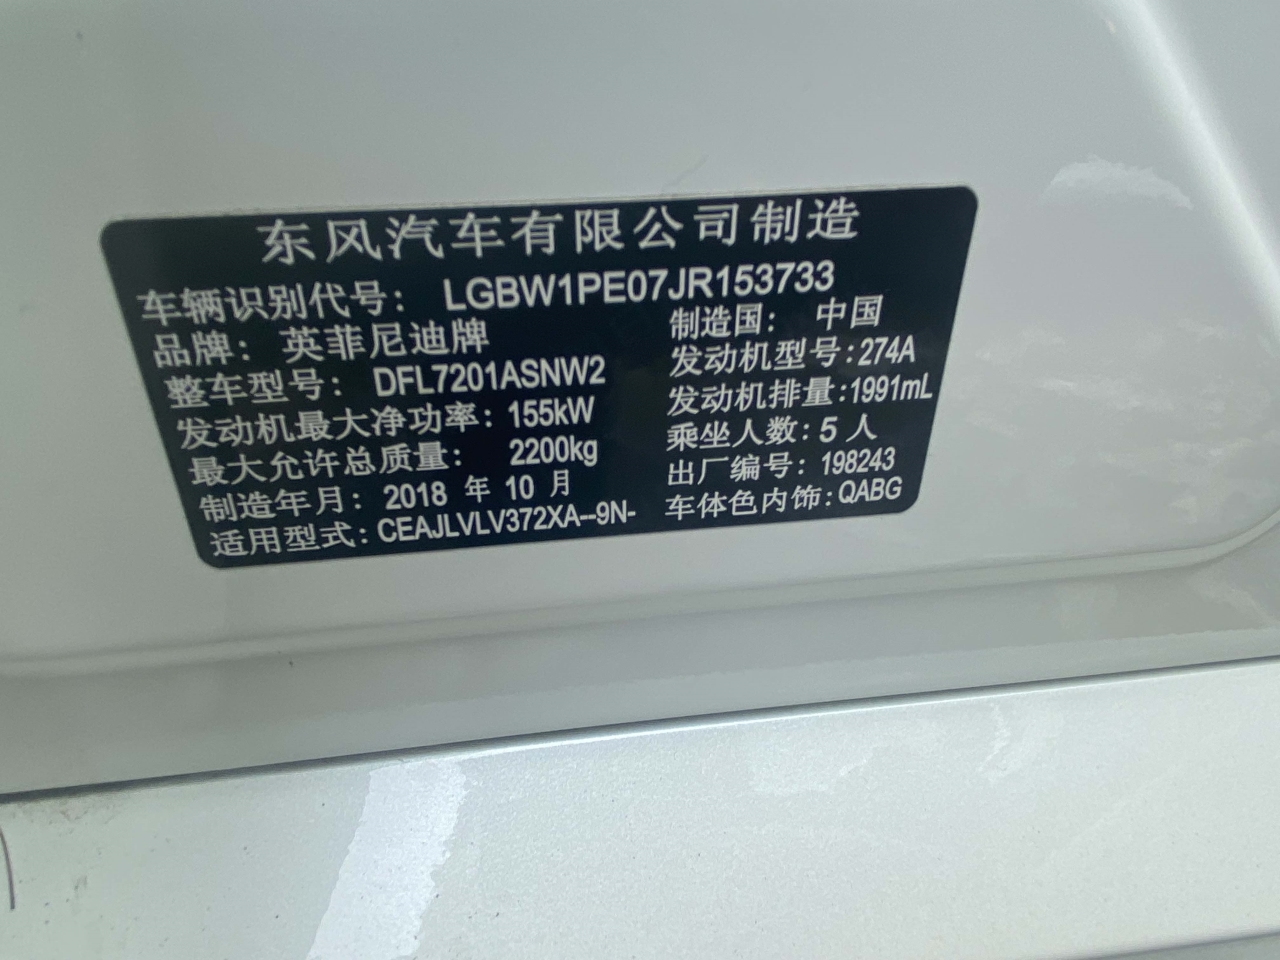 东风汽车有限公司制造
车辆识别代号： LGBW1PE07JR153733
品牌：英菲尼迪牌 制造国： 中国
整车型号： DFL7201ASNW2 发动机型号:274A
发动机最大净功率：155kW 发动机排量:1991mL
最大允许总质量： 2200kg 乘坐人数：5 人
制造年月： 2018 年 10 月 出厂编号：198243
适用型式：CEAJLVLV372XA--9N- 车体色内饰:QABG